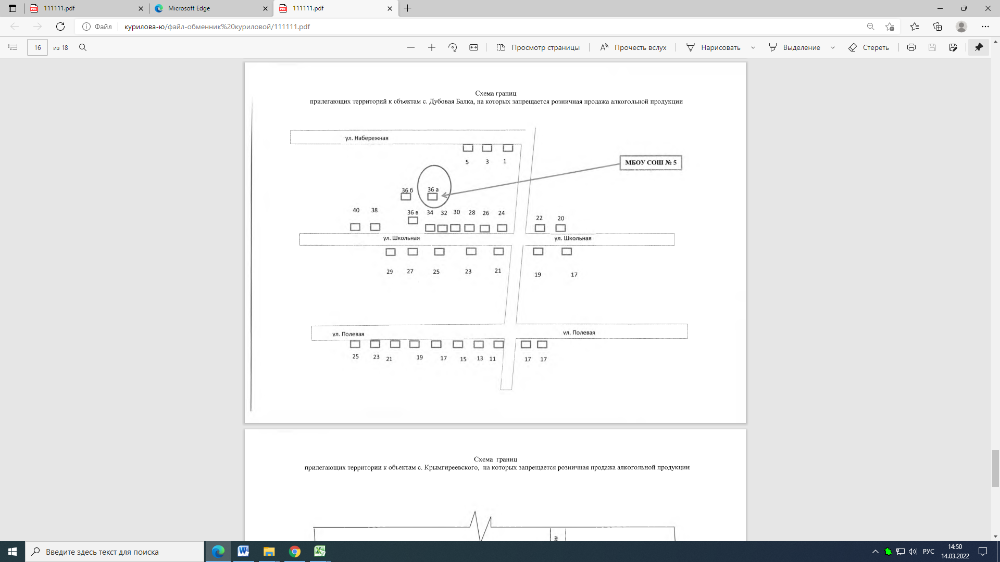 111111.pdf
Microsoft Edge
111111.pdf
Файл
курилова-ю/файл-обменник%20куриловой/111111.pdf
16
из 18
Просмотр страницы
Прочесть вслух
Нарисовать
Выделение
Стереть
Схема границ
прилегающих территорий к объектам с. Дубовая Балка, на которых запрещается розничная продажа алкогольной продукции
ул. Набережная
5 3 1
МБОУ СОШ № 5
36 б 36 а
40 38 36 в 34 32 30 28 26 24 22 20
ул. Школьная ул. Школьная
29 27 25 23 21 19 17
ул. Полевая ул. Полевая
25 23 21 19 17 15 13 11 17 17
Схема границ
прилегающих территории к объектам с. Крымгиреевского, на которых запрещается розничная продажа алкогольной продукции
Введите здесь текст для поиска
РУС
14:50
14.03.2022